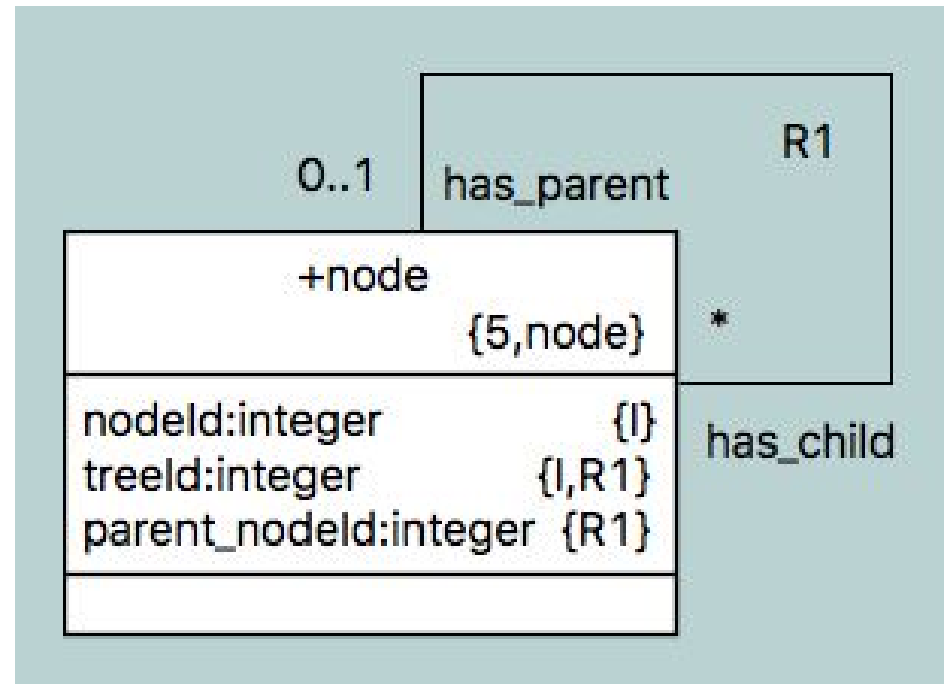 R1
0..1
has_parent
+node
{5,node}
*
nodeId:integer {I}
treeId:integer {I,R1}
parent_nodeId:integer {R1}
has_child